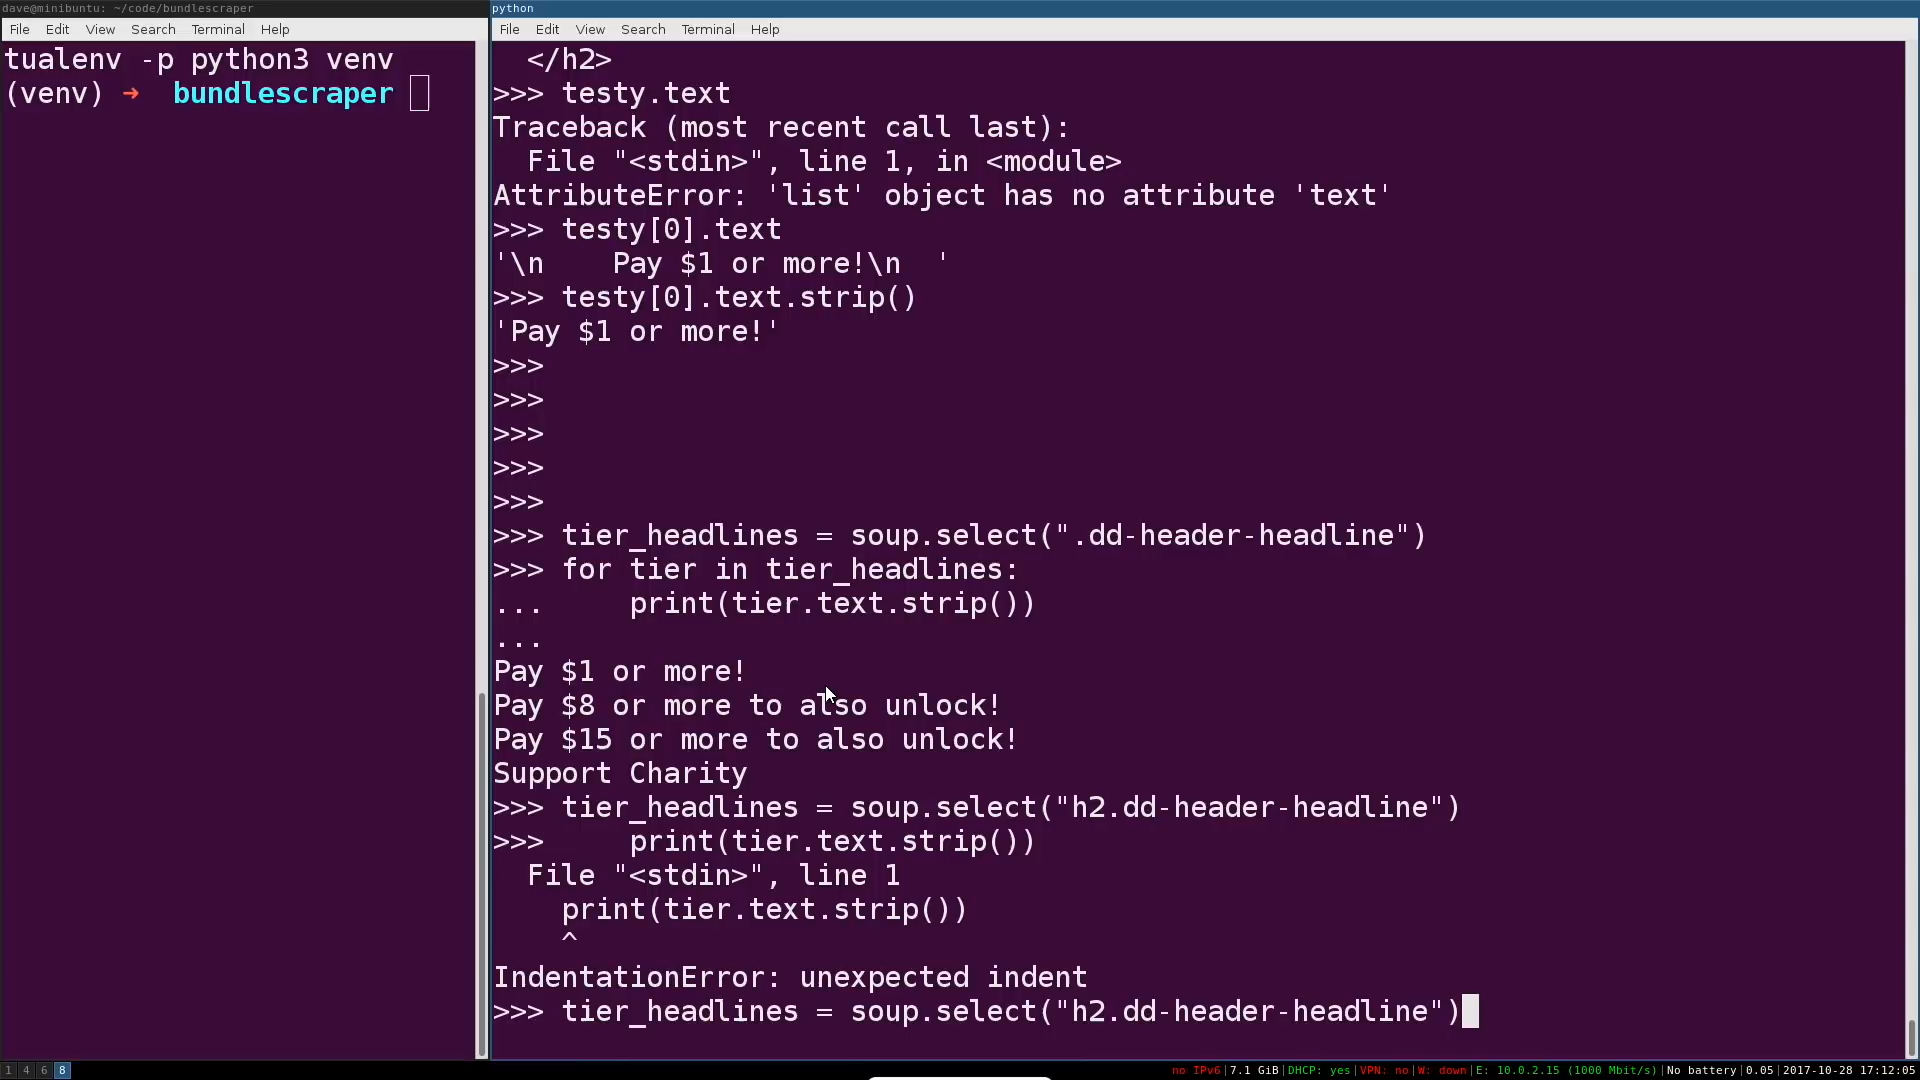 dave@minibuntu: ~/code/bundlescraper
File Edit View Search Terminal Help
tualenv -p python3 venv
(venv) ➜ bundlescraper
python
File Edit View Search Terminal Help
  </h2>
>>> testy.text
Traceback (most recent call last):
  File "<stdin>", line 1, in <module>
AttributeError: 'list' object has no attribute 'text'
>>> testy[0].text
'\n    Pay $1 or more!\n  '
>>> testy[0].text.strip()
'Pay $1 or more!'
>>>
>>>
>>>
>>>
>>>
>>> tier_headlines = soup.select(".dd-header-headline")
>>> for tier in tier_headlines:
...     print(tier.text.strip())
...
Pay $1 or more!
Pay $8 or more to also unlock!
Pay $15 or more to also unlock!
Support Charity
>>> tier_headlines = soup.select("h2.dd-header-headline")
>>>     print(tier.text.strip())
  File "<stdin>", line 1
    print(tier.text.strip())
    ^
IndentationError: unexpected indent
>>> tier_headlines = soup.select("h2.dd-header-headline")
1 4 6 8
no IPv6|7.1 GiB|DHCP: yes|VPN: no|W: down|E: 10.0.2.15 (1000 Mbit/s)|No battery|0.05|2017-10-28 17:12:05